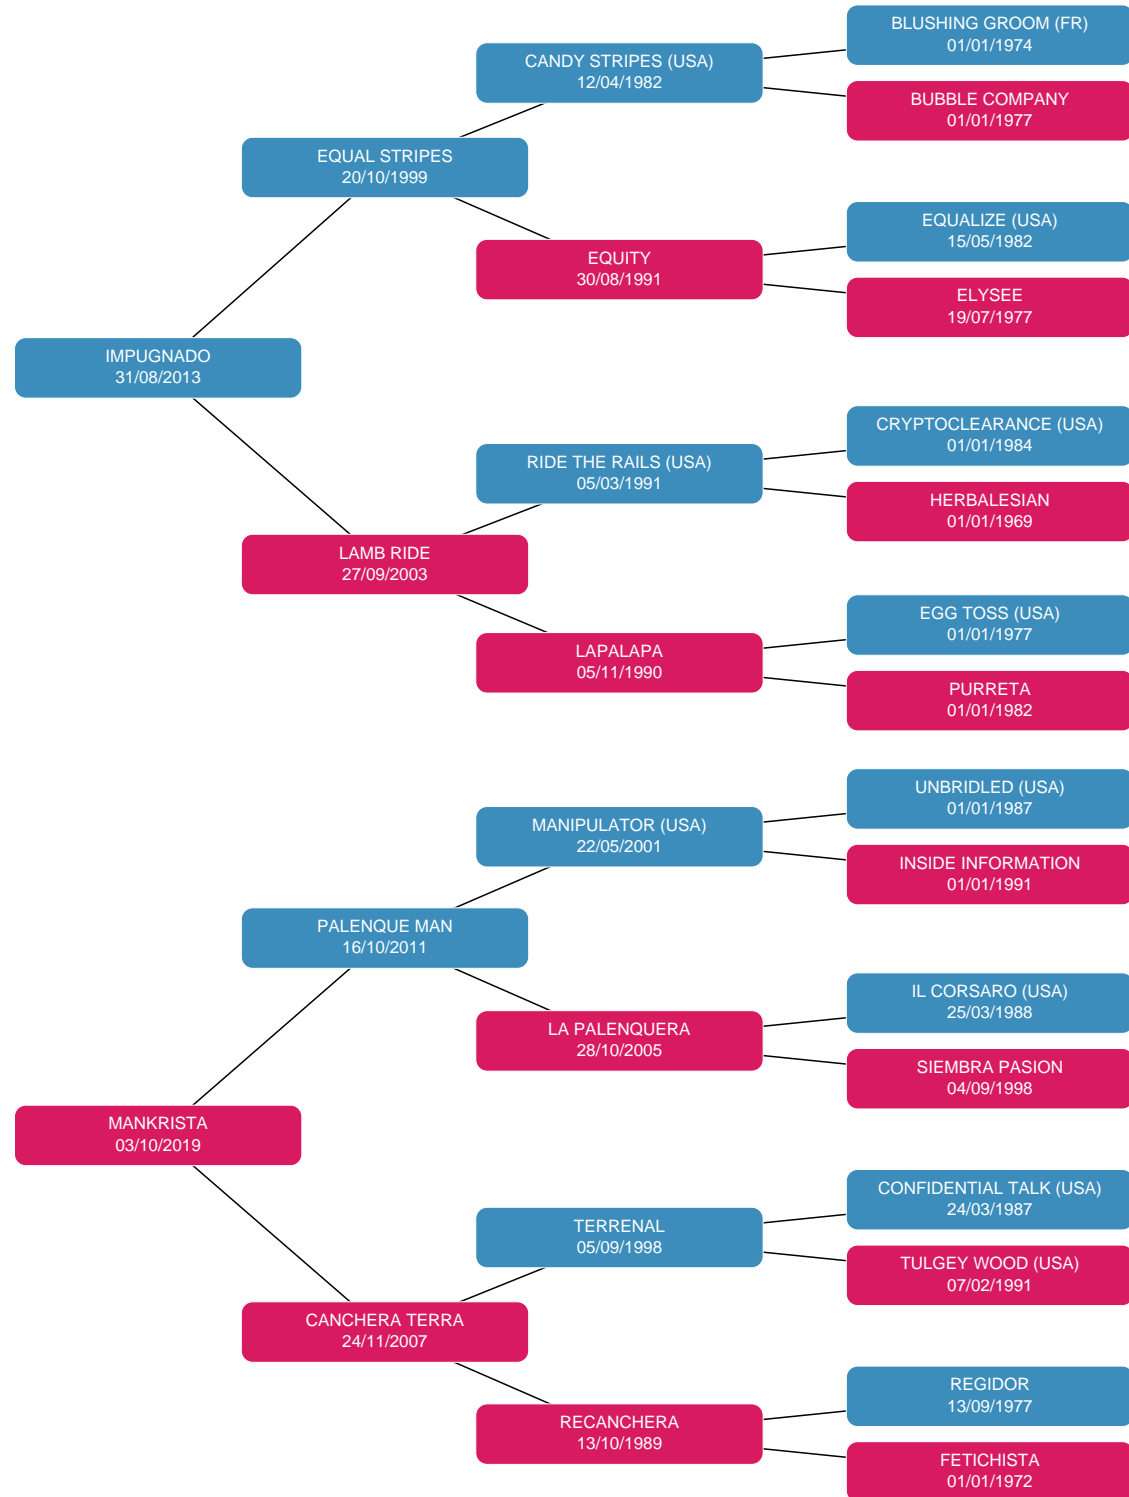 BLUSHING GROOM (FR)
01/01/1974
CANDY STRIPES (USA)
12/04/1982
BUBBLE COMPANY
01/01/1977
EQUAL STRIPES
20/10/1999
EQUALIZE (USA)
15/05/1982
EQUITY
30/08/1991
ELYSEE
19/07/1977
IMPUGNADO
31/08/2013
CRYPTOCLEARANCE (USA)
01/01/1984
RIDE THE RAILS (USA)
05/03/1991
HERBALESIAN
01/01/1969
LAMB RIDE
27/09/2003
EGG TOSS (USA)
01/01/1977
LAPALAPA
05/11/1990
PURRETA
01/01/1982
UNBRIDLED (USA)
01/01/1987
MANIPULATOR (USA)
22/05/2001
INSIDE INFORMATION
01/01/1991
PALENQUE MAN
16/10/2011
IL CORSARO (USA)
25/03/1988
LA PALENQUERA
28/10/2005
SIEMBRA PASION
04/09/1998
MANKRISTA
03/10/2019
CONFIDENTIAL TALK (USA)
24/03/1987
TERRENAL
05/09/1998
TULGEY WOOD (USA)
07/02/1991
CANCHERA TERRA
24/11/2007
REGIDOR
13/09/1977
RECANCHERA
13/10/1989
FETICHISTA
01/01/1972